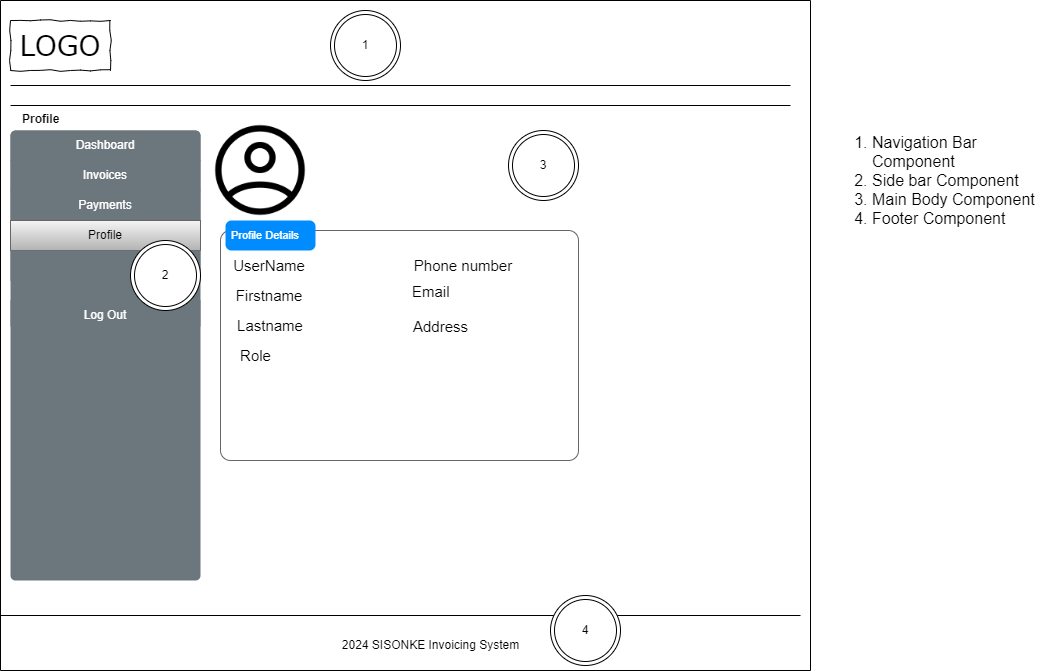 LOGO
1
Profile
Dashboard
Invoices
Payments
Profile
2
Log Out
3
Profile Details
UserName
Phone number
Firstname
Email
Lastname
Address
Role
2024 SISONKE Invoicing System
4
1. Navigation Bar
Component
2. Side bar Component
3. Main Body Component
4. Footer Component